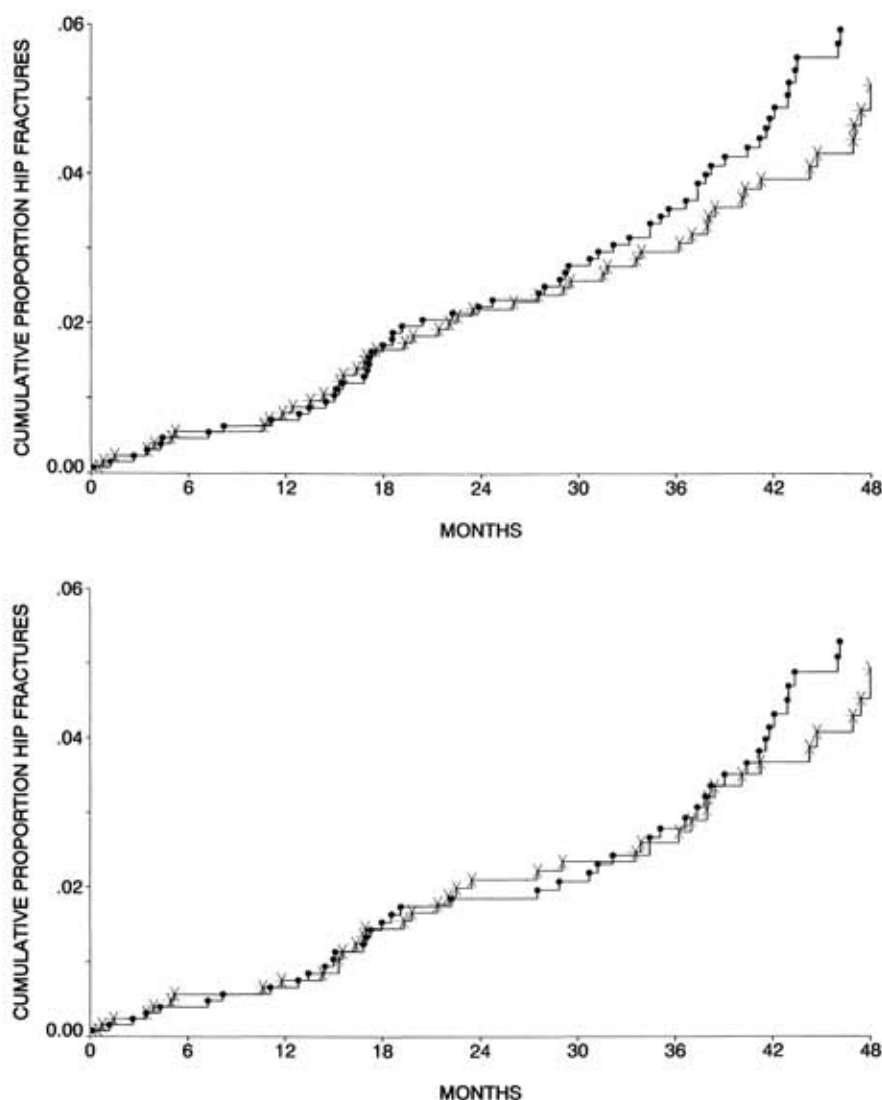 CUMULATIVE PROPORTION HIP FRACTURES
.06
.04
.02
0.00
0 6 12 18 24 30 36 42 48
MONTHS
CUMULATIVE PROPORTION HIP FRACTURES
.06
.04
.02
0.00
0 6 12 18 24 30 36 42 48
MONTHS